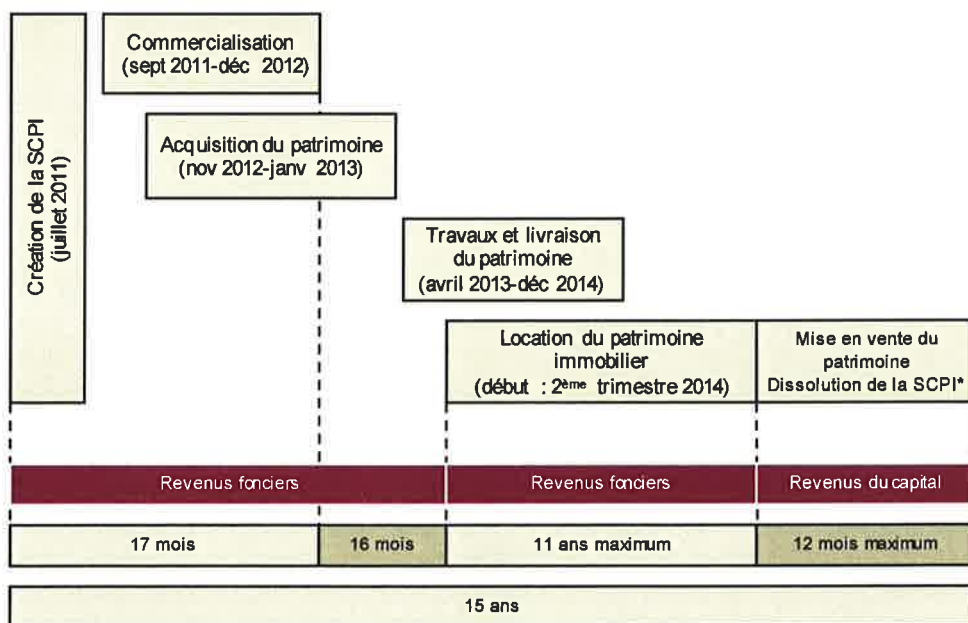 Création de la SCPI
(juillet 2011)
Commercialisation
(sept 2011-déc 2012)
Acquisition du patrimoine
(nov 2012-janv 2013)
Travaux et livraison
du patrimoine
(avril 2013-déc 2014)
Location du patrimoine
immobilier
(début : 2ème trimestre 2014)
Mise en vente du
patrimoine
Dissolution de la SCPI*
Revenus fonciers
Revenus fonciers
Revenus du capital
17 mois
16 mois
11 ans maximum
12 mois maximum
15 ans